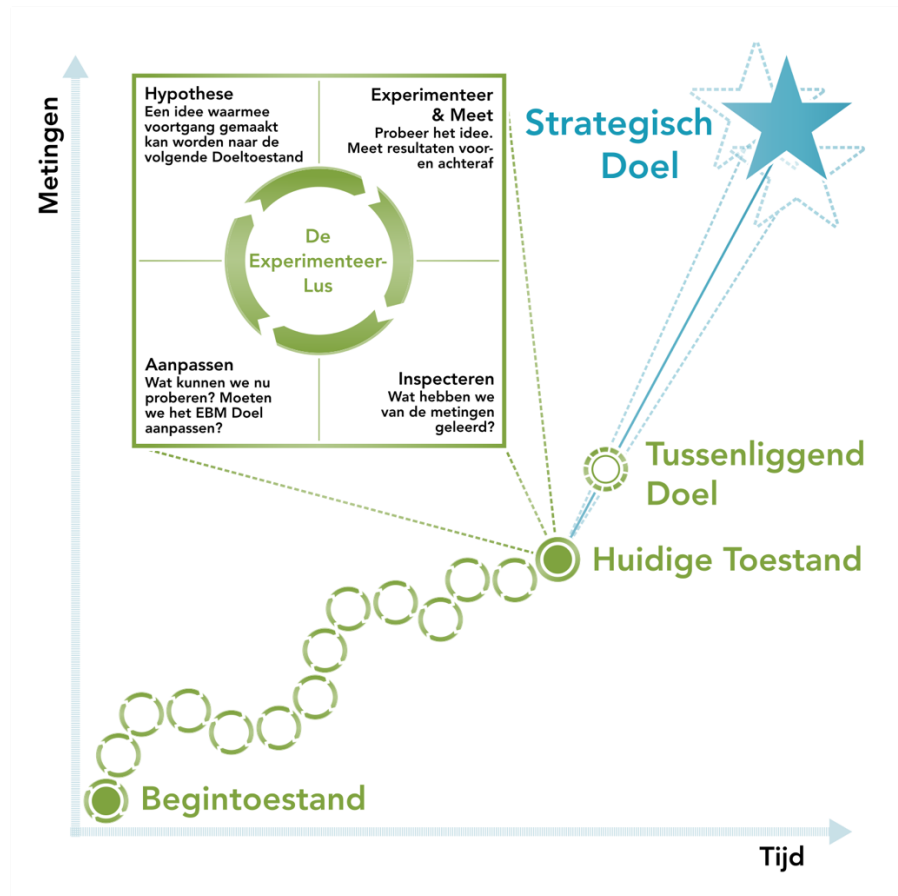 Metingen
Hypothese
Een idee waarmee
voortgang gemaakt
kan worden naar de
volgende Doeltoestand
Experimenteer
& Meet
Probeer het idee.
Meet resultaten voor-
en achteraf
De
Experimenteer-
Lus
Aanpassen
Wat kunnen we nu
proberen? Moeten
we het EBM Doel
aanpassen?
Inspecteren
Wat hebben we
van de metingen
geleerd?
Strategisch
Doel
Tussenliggend
Doel
Huidige Toestand
Begintoestand
Tijd